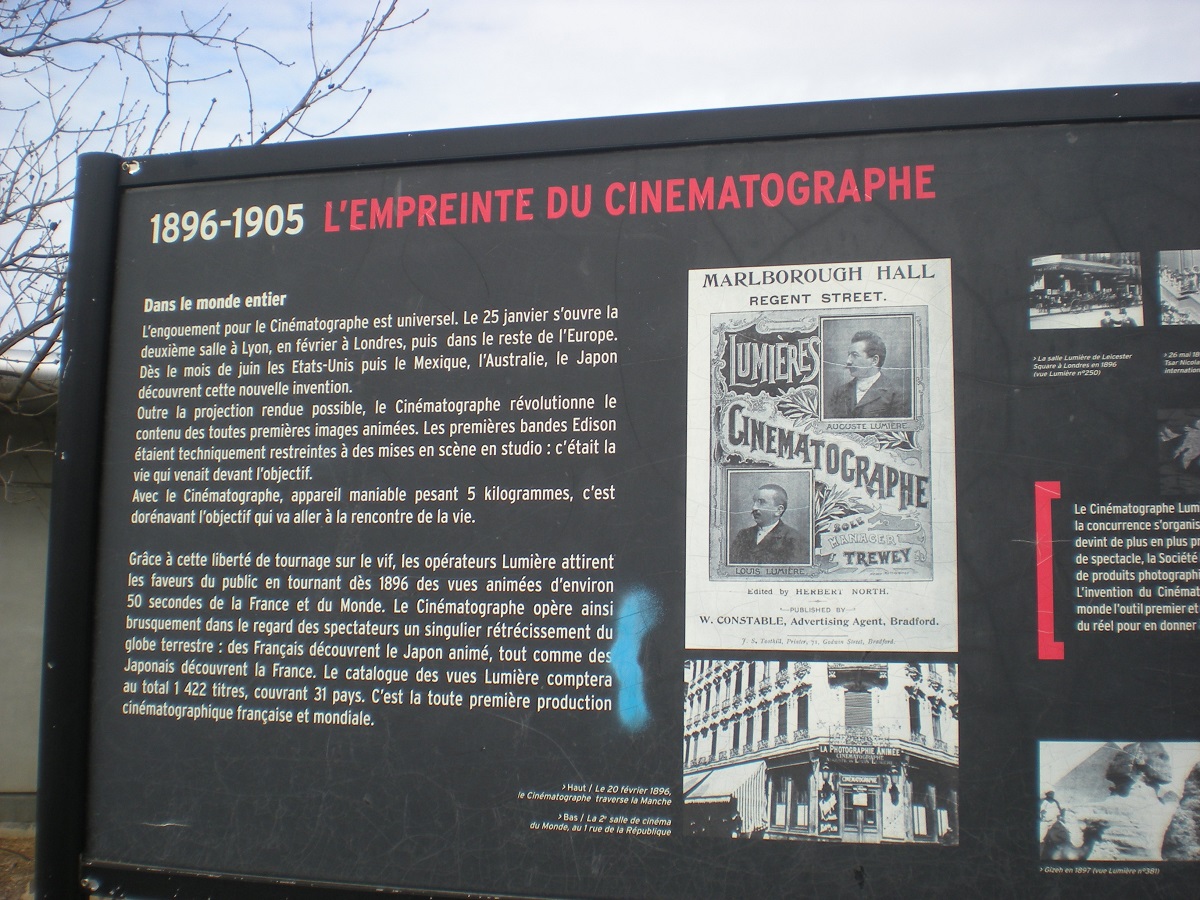 1896-1905 L'EMPREINTE DU CINEMATOGRAPHE
Dans le monde entier
L'engouement pour le Cinématographe est universel. Le 25 janvier s'ouvre la
deuxième salle à Lyon, en février à Londres, puis dans le reste de l'Europe.
Dès le mois de juin les Etats-Unis puis le Mexique, l'Australie, le Japon
découvrent cette nouvelle invention.
Outre la projection rendue possible, le Cinématographe révolutionne le
contenu des toutes premières images animées. Les premières bandes Edison
étaient techniquement restreintes à des mises en scène en studio : c'était la
vie qui venait devant l'objectif.
Avec le Cinématographe, appareil maniable pesant 5 kilogrammes, c'est
dorénavant l'objectif qui va aller à la rencontre de la vie.
Grâce à cette liberté de tournage sur le vif, les opérateurs Lumière attirent
les faveurs du public en tournant dès 1896 des vues animées d'environ
50 secondes de la France et du Monde. Le Cinématographe opère ainsi
brusquement dans le regard des spectateurs un singulier rétrécissement du
globe terrestre : des Français découvrent le Japon animé, tout comme des
Japonais découvrent la France. Le catalogue des vues Lumière comptera
au total 1 422 titres, couvrant 31 pays. C'est la toute première production
cinématographique française et mondiale.
› Haut / Le 20 février 1896,
le Cinématographe traverse la Manche
› Bas / La 2e salle de cinéma
du Monde, au 1 rue de la République
MARLBOROUGH HALL
REGENT STREET.
LUMIÈRES
AUGUSTE LUMIÈRE
CINEMATOGRAPHE
LOUIS LUMIÈRE
SOLE
MANAGER
TREWEY
Edited by HERBERT NORTH.
PUBLISHED BY
W. CONSTABLE, Advertising Agent, Bradford.
Printer, 71, Godwin Street, Bradford.
LA PHOTOGRAPHIE ANIMÉE
CINÉMATOGRAPHE
CINÉMATOGRAPHE
› La salle Lumière de Leicester
Square à Londres en 1896
(vue Lumière n°250)
› 26 mai 18
Tsar Nicola
internation
Le Cinématographe Lum
la concurrence s'organis
devint de plus en plus pr
de spectacle, la Société
de produits photographi
L'invention du Cinémat
monde l'outil premier et
du réel pour en donner
› Gizeh en 1897 (vue Lumière n°381)